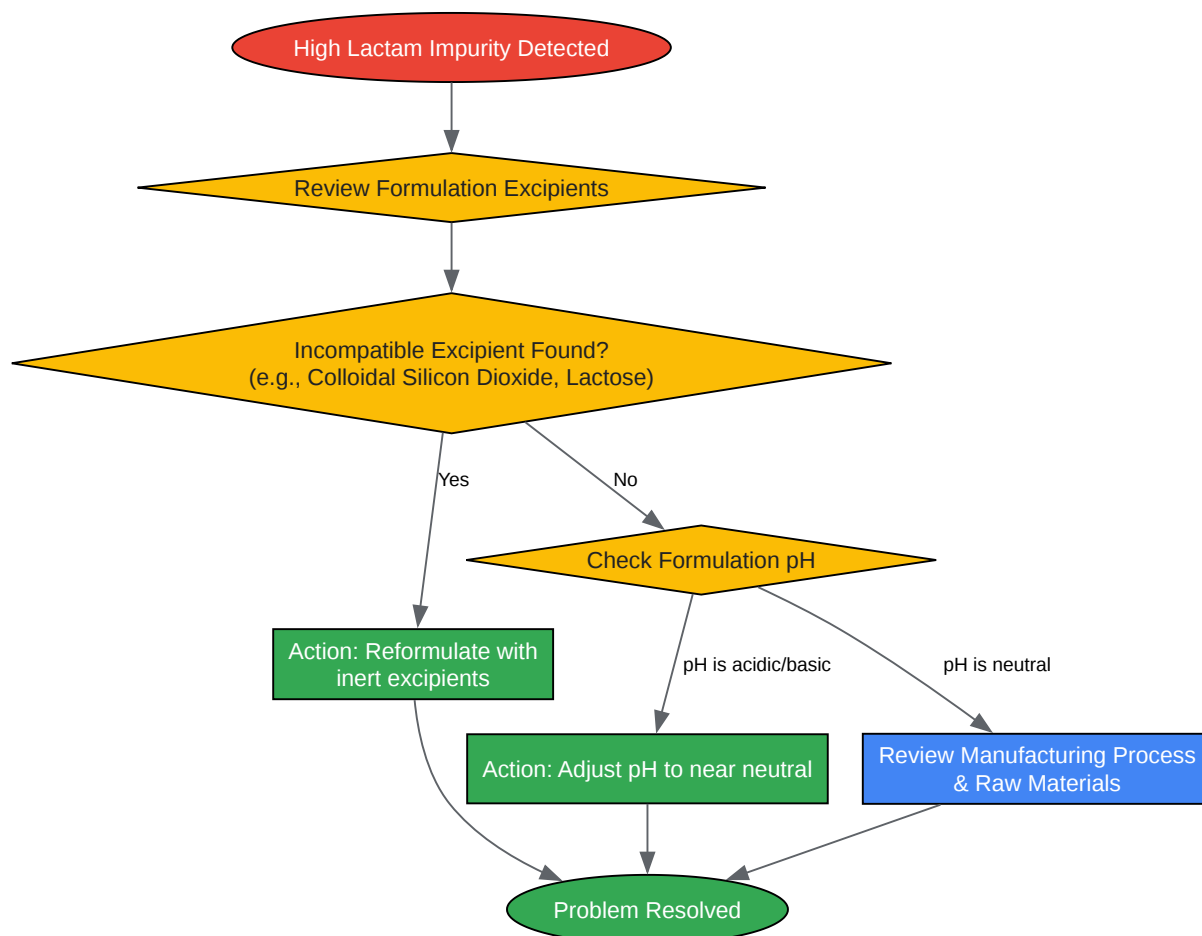 High Lactam Impurity Detected
Review Formulation Excipients
Incompatible Excipient Found?
(e.g., Colloidal Silicon Dioxide, Lactose)
Yes
No
Check Formulation pH
Action: Reformulate with
inert excipients
pH is acidic/basic
pH is neutral
Action: Adjust pH to near neutral
Review Manufacturing Process
& Raw Materials
Problem Resolved